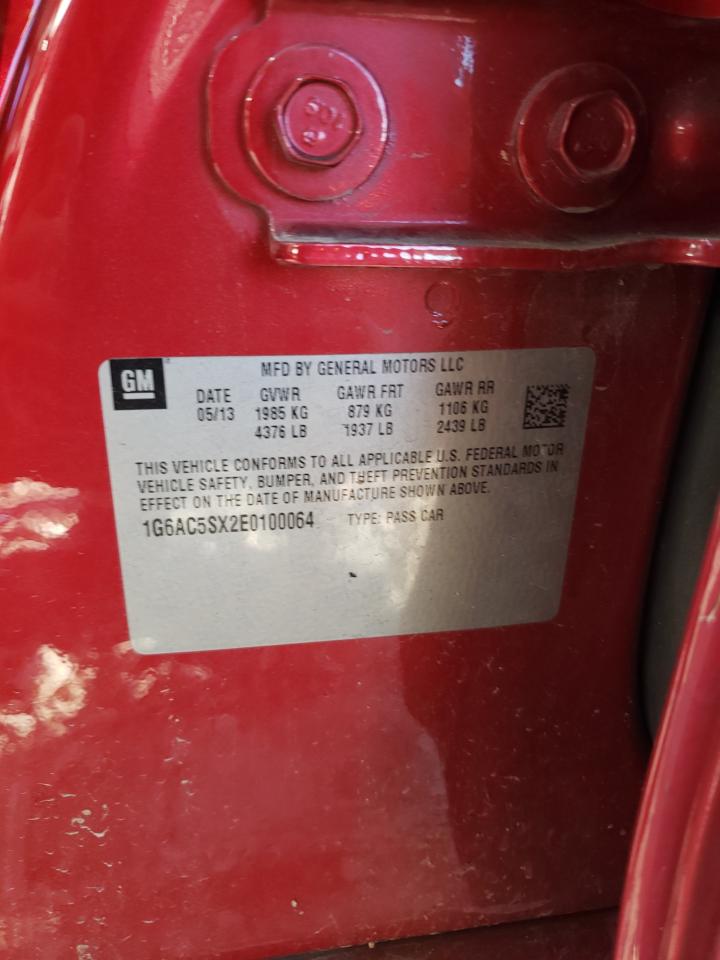 GM
MFD BY GENERAL MOTORS LLC
DATE GVWR GAWR FRT GAWR RR
05/13 1985 KG 879 KG 1106 KG
4376 LB 1937 LB 2439 LB
THIS VEHICLE CONFORMS TO ALL APPLICABLE U.S. FEDERAL MOTOR
VEHICLE SAFETY, BUMPER, AND THEFT PREVENTION STANDARDS IN
EFFECT ON THE DATE OF MANUFACTURE SHOWN ABOVE.
1G6AC5SX2E0100064 TYPE: PASS CAR